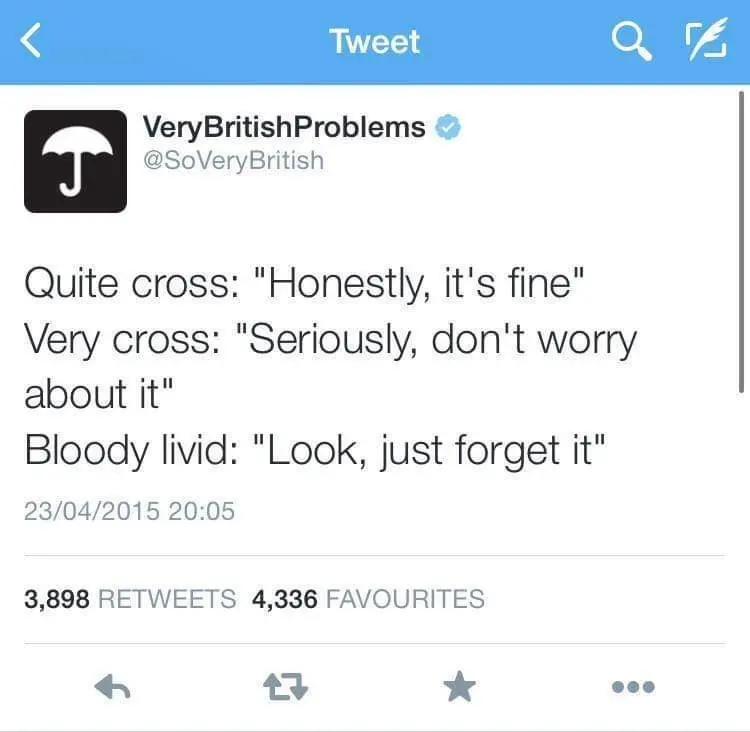 Tweet
VeryBritishProblems
@SoVeryBritish
Quite cross: "Honestly, it's fine"
Very cross: "Seriously, don't worry
about it"
Bloody livid: "Look, just forget it"
23/04/2015 20:05
3,898 RETWEETS 4,336 FAVOURITES